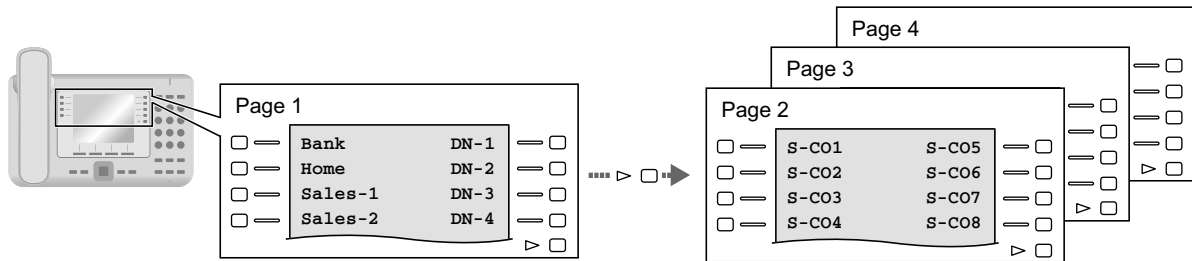 Page 4
Page 3
Page 1
Page 2
Bank DN-1
Home DN-2
Sales-1 DN-3
Sales-2 DN-4
S-CO1 S-CO5
S-CO2 S-CO6
S-CO3 S-CO7
S-CO4 S-CO8